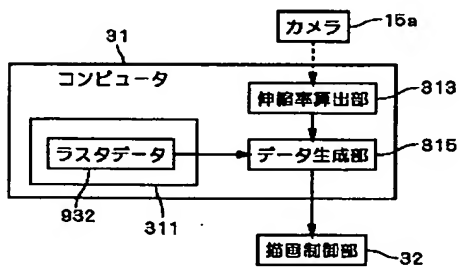 カメラ
15a
31
コンピュータ
伸縮率算出部
313
ラスタデータ
データ生成部
315
932
311
描画制御部
32